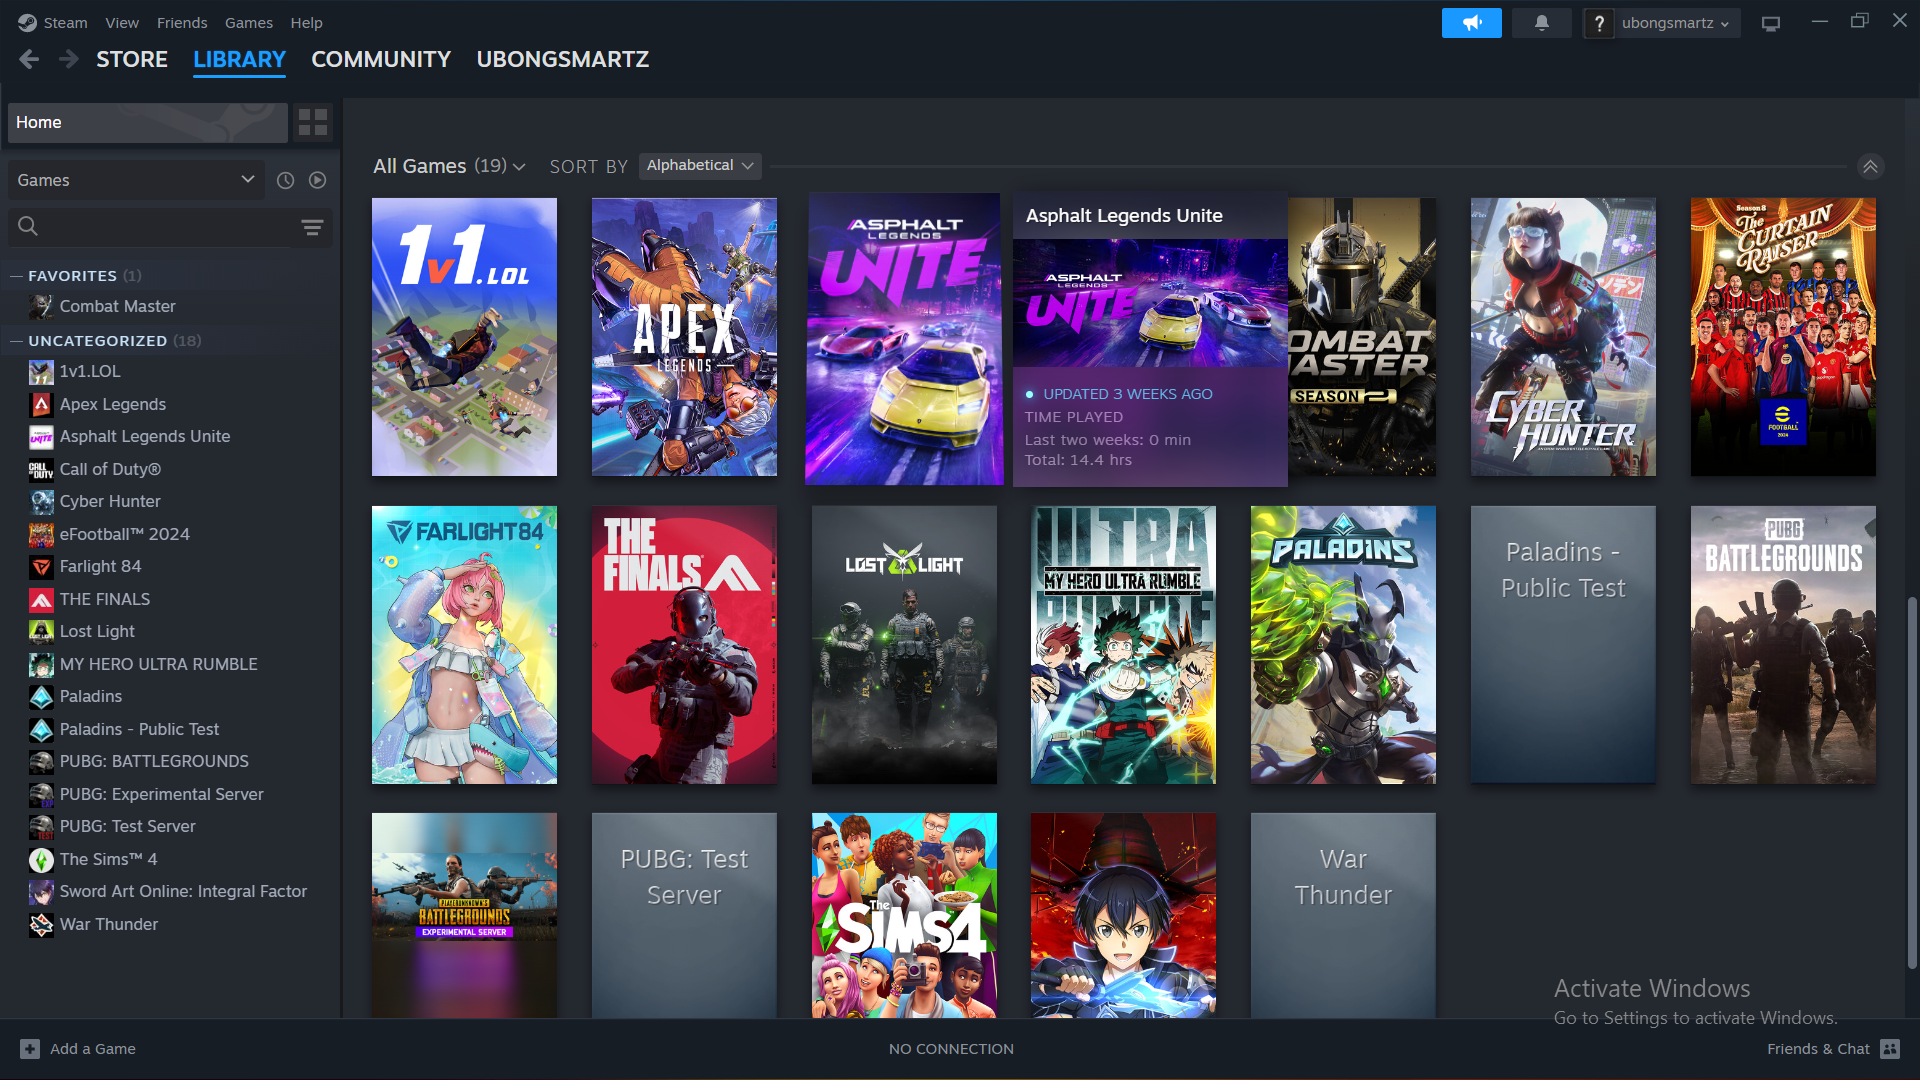 Steam View Friends Games Help
? ubongsmartz
STORE LIBRARY COMMUNITY UBONGSMARTZ
Home
Games
FAVORITES (1)
Combat Master
UNCATEGORIZED (18)
1v1.LOL
Apex Legends
Asphalt Legends Unite
Call of Duty®
Cyber Hunter
eFootball™ 2024
Farlight 84
THE FINALS
Lost Light
MY HERO ULTRA RUMBLE
Paladins
Paladins - Public Test
PUBG: BATTLEGROUNDS
PUBG: Experimental Server
PUBG: Test Server
The Sims™ 4
Sword Art Online: Integral Factor
War Thunder
All Games (19) SORT BY Alphabetical
1v1.LOL
APEX
LEGENDS
ASPHALT
LEGENDS
UNITE
Asphalt Legends Unite
ASPHALT
LEGENDS
UNITE
UPDATED 3 WEEKS AGO
TIME PLAYED
Last two weeks: 0 min
Total: 14.4 hrs
OMBAT
ASTER
SEASON 2
CYBER
HUNTER
Season 8
The
CURTAIN
RAISER
FOOTBALL
2024
FARLIGHT 84
THE
FINALS
LOST LIGHT
ULTRA
MY HERO ULTRA RUMBLE
RUMBLE
PALADINS
Paladins -
Public Test
PUBG
BATTLEGROUNDS
PLAYERUNKNOWN'S
BATTLEGROUNDS
EXPERIMENTAL SERVER
PUBG: Test
Server
The
SIMS 4
War
Thunder
Activate Windows
Go to Settings to activate Windows.
Add a Game
NO CONNECTION
Friends & Chat